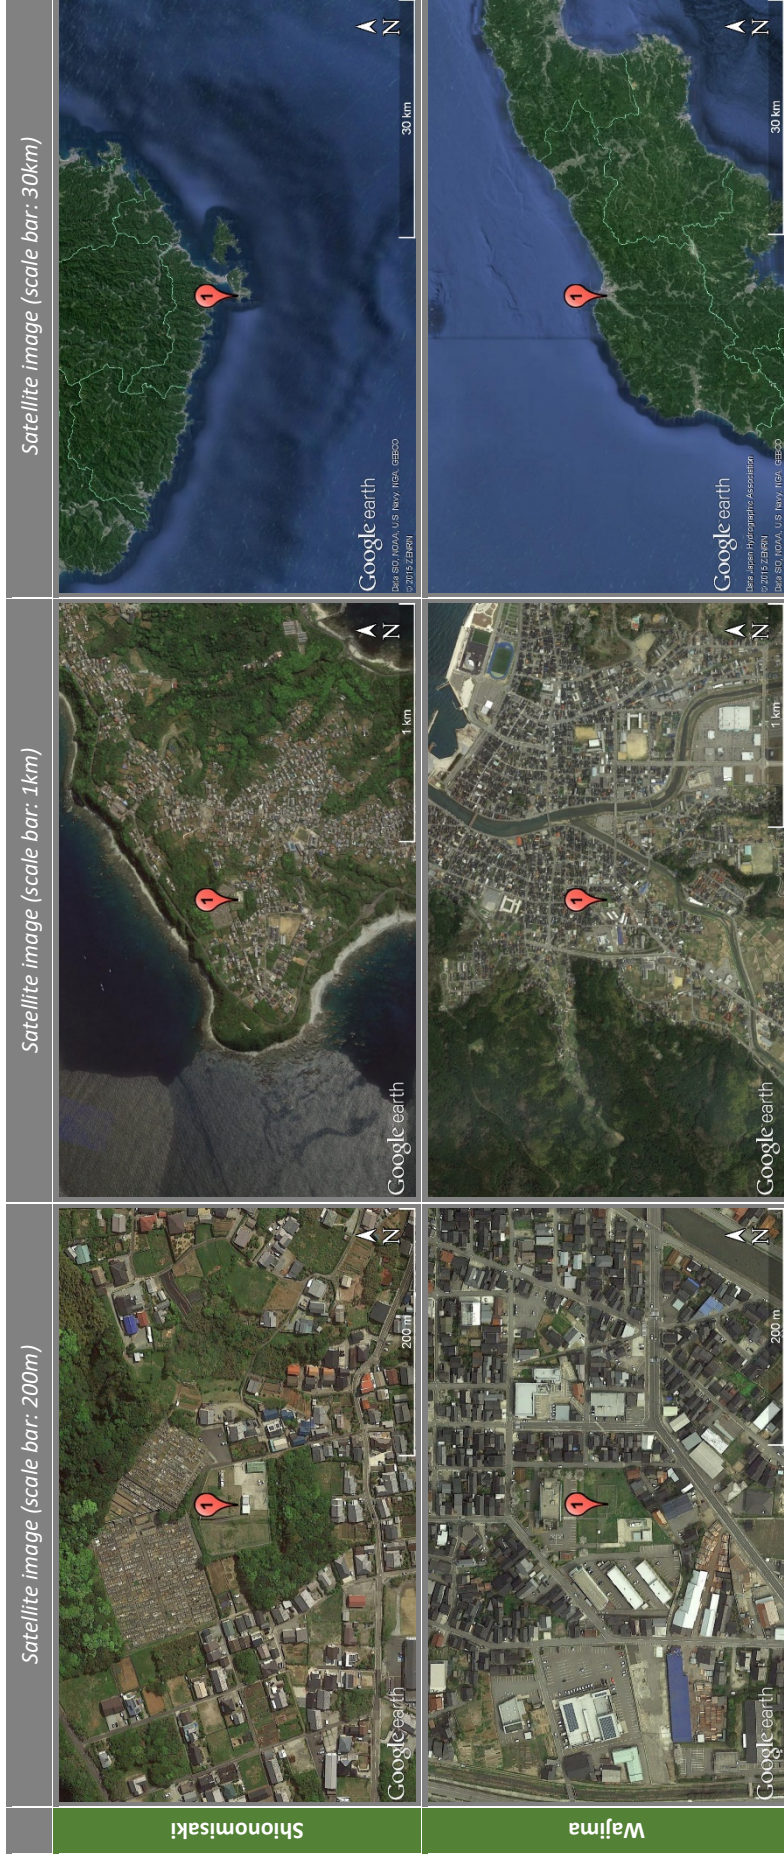 Satellite image (scale bar: 200m)
Satellite image (scale bar: 1km)
Satellite image (scale bar: 30km)
Shionomisaki
1
N
200 m
Google earth
1
N
1 km
Google earth
1
N
30 km
Google earth
Data SIO, NOAA, U.S. Navy, NGA, GEBCO
© 2015 ZENRIN
Wajima
1
N
200 m
Google earth
1
N
1 km
Google earth
1
N
30 km
Google earth
Data Japan Hydrographic Association
© 2015 ZENRIN
Data SIO, NOAA, U.S. Navy, NGA, GEBCO